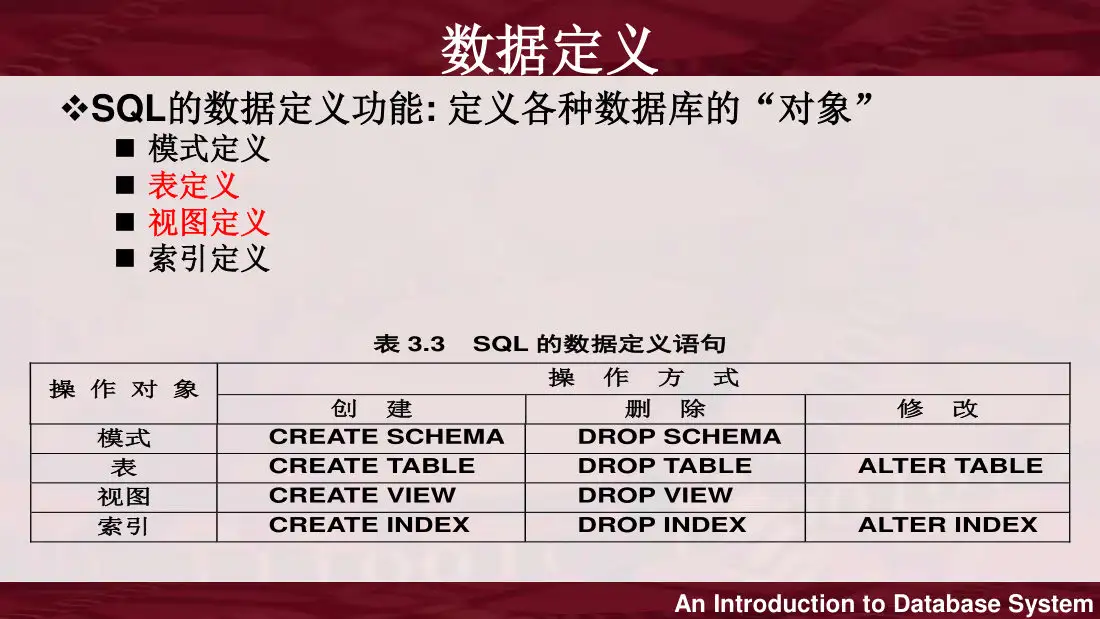 数据定义
❖SQL的数据定义功能: 定义各种数据库的“对象”
■ 模式定义
■ 表定义
■ 视图定义
■ 索引定义
表 3.3 SQL 的数据定义语句
操 作 对 象 操 作 方 式
创 建 删 除 修 改
模式 CREATE SCHEMA DROP SCHEMA
表 CREATE TABLE DROP TABLE ALTER TABLE
视图 CREATE VIEW DROP VIEW
索引 CREATE INDEX DROP INDEX ALTER INDEX
An Introduction to Database System